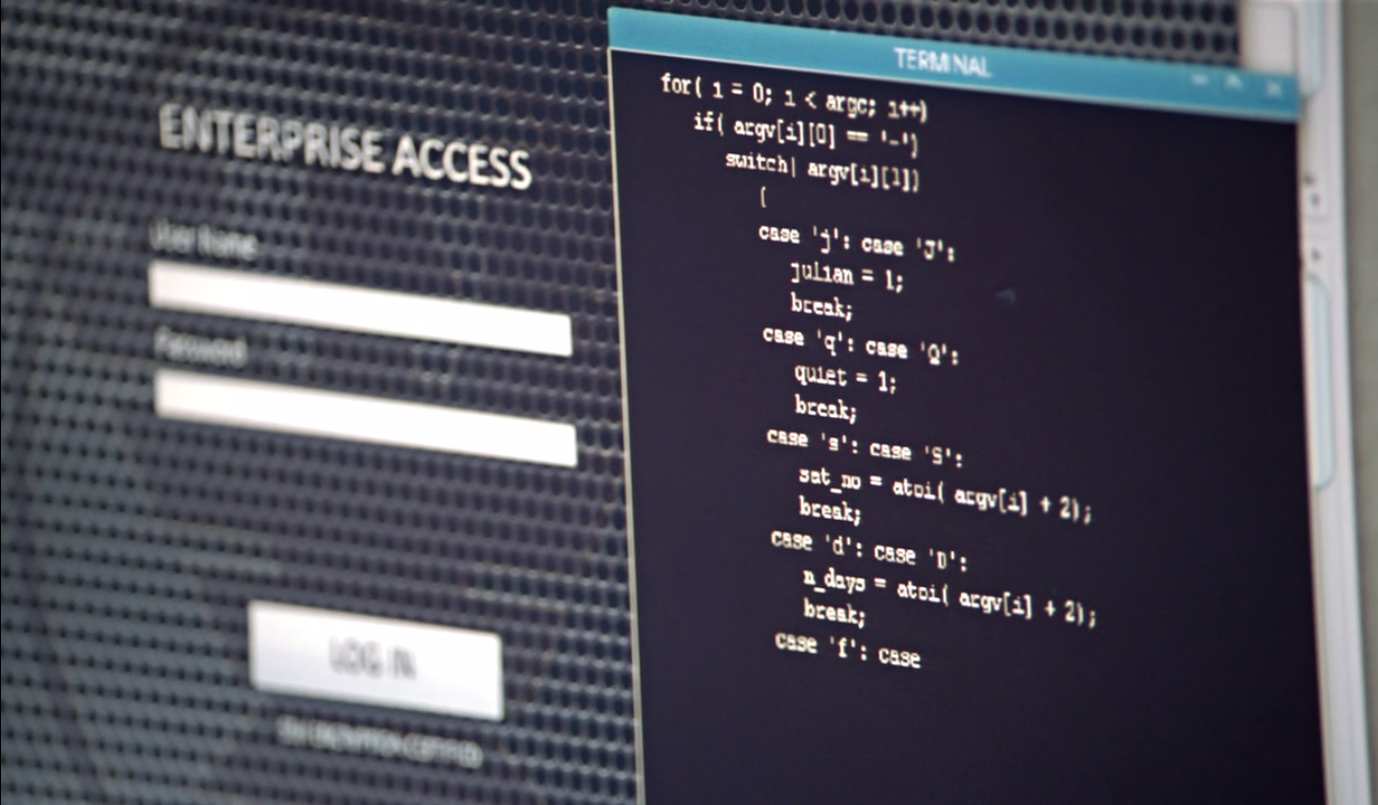 ENTERPRISE ACCESS
User Name
Password
LOG IN
TERMINAL
for( i = 0; i < argc; i++)
if( argv[i][0] == '-')
switch( argv[i][1])
{
case 'j': case 'J':
julian = 1;
break;
case 'q': case 'Q':
quiet = 1;
break;
case 's': case 'S':
sat_no = atoi( argv[i] + 2);
break;
case 'd': case 'D':
n_days = atoi( argv[i] + 2);
break;
case 'f': case